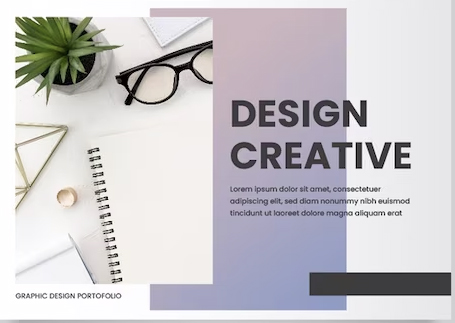 DESIGN
CREATIVE
Lorem ipsum dolor sit amet, consectetuer
adipiscing elit, sed diam nonummy nibh euismod
tincidunt ut laoreet dolore magna aliquam erat
GRAPHIC DESIGN PORTOFOLIO